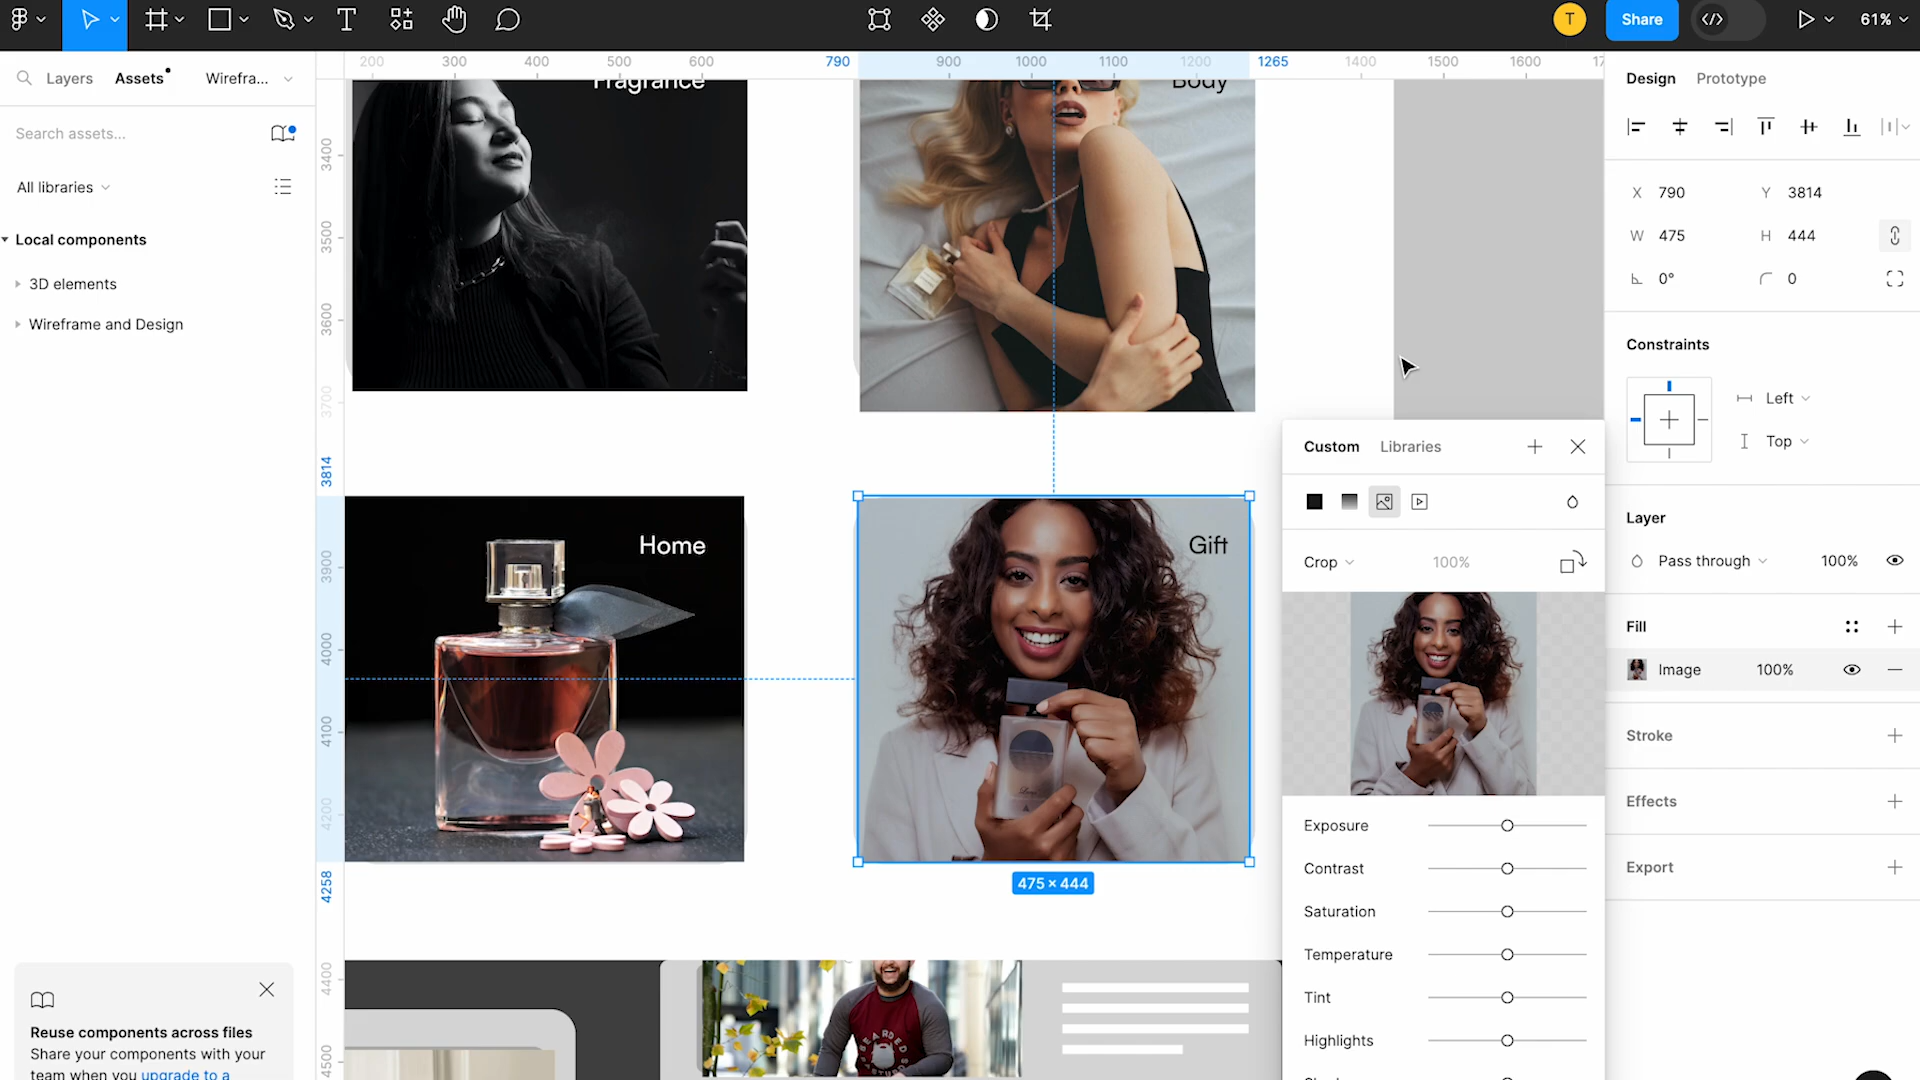 T
Share
61%
Layers
Assets
Wirefra...
Search assets...
All libraries
Local components
3D elements
Wireframe and Design
Reuse components across files
Share your components with your
team when you upgrade to a
200 300 400 500 600 790 900 1000 1100 1200 1265 1400 1500 1600
3400
3500
3600
3700
3814
3900
4000
4100
4200
4258
4400
4500
Fragrance
Body
Home
Gift
475 × 444
BEARDED
Custom
Libraries
Crop
100%
Exposure
Contrast
Saturation
Temperature
Tint
Highlights
Design
Prototype
X 790 Y 3814
W 475 H 444
0° 0
Constraints
Left
Top
Layer
Pass through 100%
Fill
Image 100%
Stroke
Effects
Export